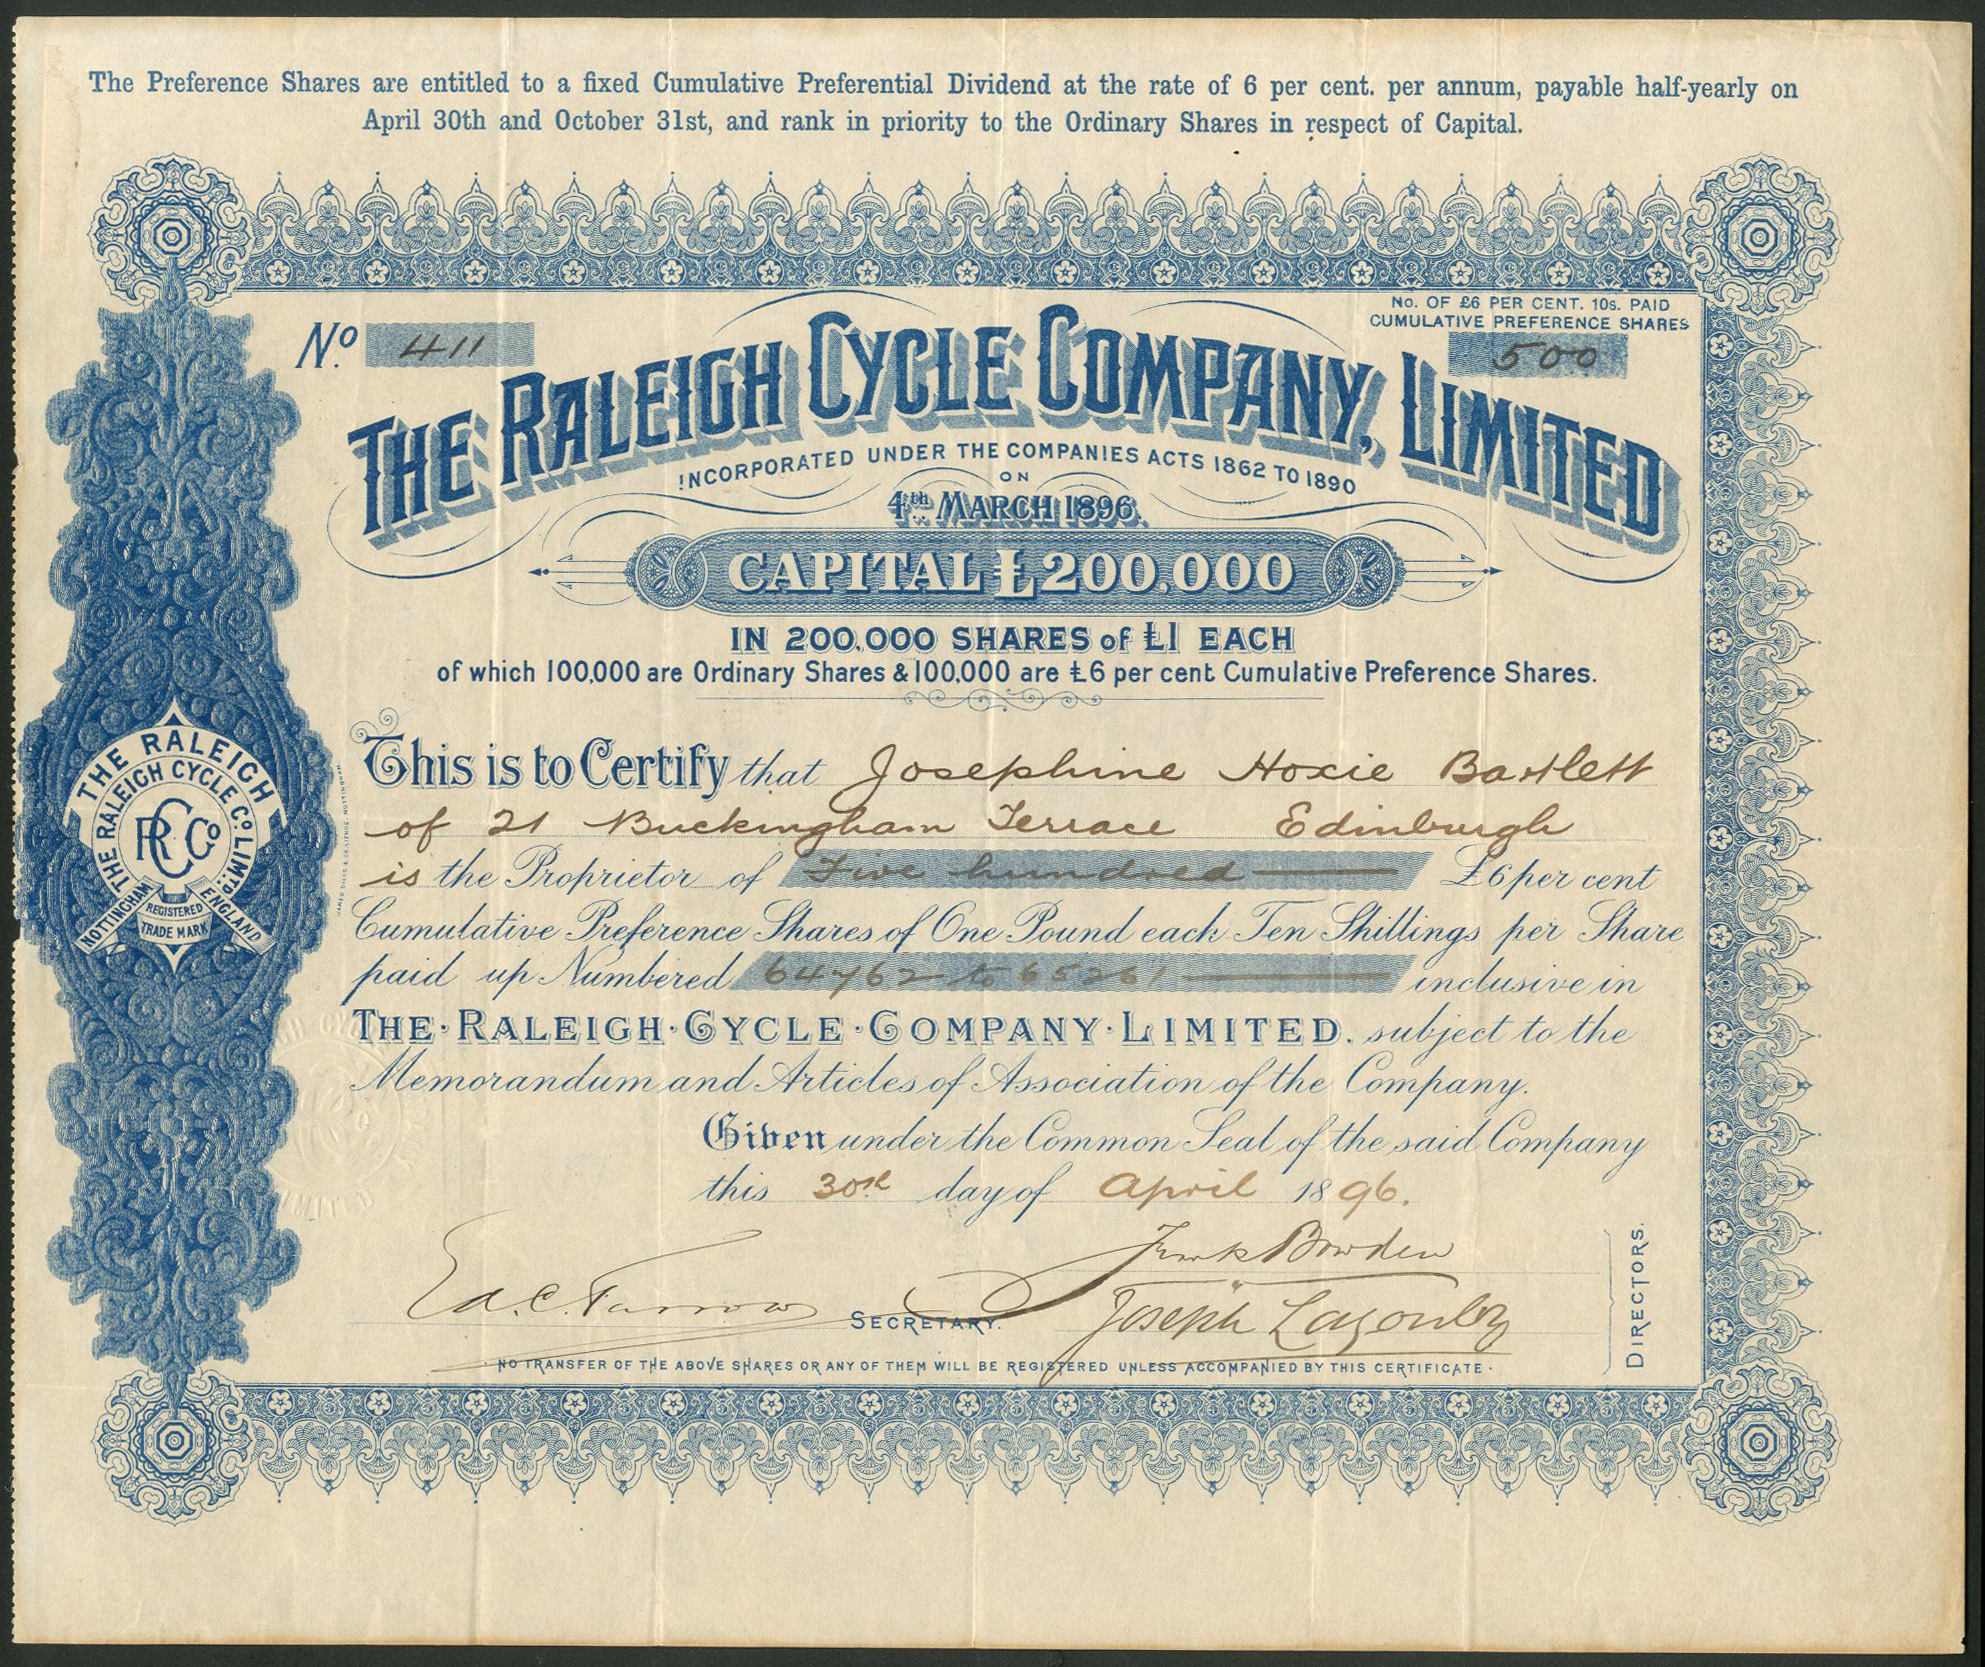 The Preference Shares are entitled to a fixed Cumulative Preferential Dividend at the rate of 6 per cent. per annum, payable half-yearly on
April 30th and October 31st, and rank in priority to the Ordinary Shares in respect of Capital.
No. 411
No. OF £6 PER CENT. 10s. PAID
CUMULATIVE PREFERENCE SHARES
500
THE RALEIGH CYCLE COMPANY, LIMITED
INCORPORATED UNDER THE COMPANIES ACTS 1862 TO 1890
ON
4th MARCH 1896.
CAPITAL £200,000
IN 200,000 SHARES of £1 EACH
of which 100,000 are Ordinary Shares & 100,000 are £6 per cent Cumulative Preference Shares.
This is to Certify that Josephine Hoxie Bartlett
of 21 Buckingham Terrace Edinburgh
is the Proprietor of Five hundred £6 per cent
Cumulative Preference Shares of One Pound each Ten Shillings per Share
paid up Numbered 64762 to 65261 inclusive in
THE · RALEIGH · CYCLE · COMPANY · LIMITED, subject to the
Memorandum and Articles of Association of the Company.
Given under the Common Seal of the said Company
this 30th day of April 1896.
Frank Bowden
Ed. C. Farrow SECRETARY.
Joseph Lazonby
DIRECTORS.
· NO TRANSFER OF THE ABOVE SHARES OR ANY OF THEM WILL BE REGISTERED UNLESS ACCOMPANIED BY THIS CERTIFICATE ·
THE RALEIGH
THE RALEIGH CYCLE Co. LIMTD.
RCCo
NOTTINGHAM ENGLAND
REGISTERED
TRADE MARK